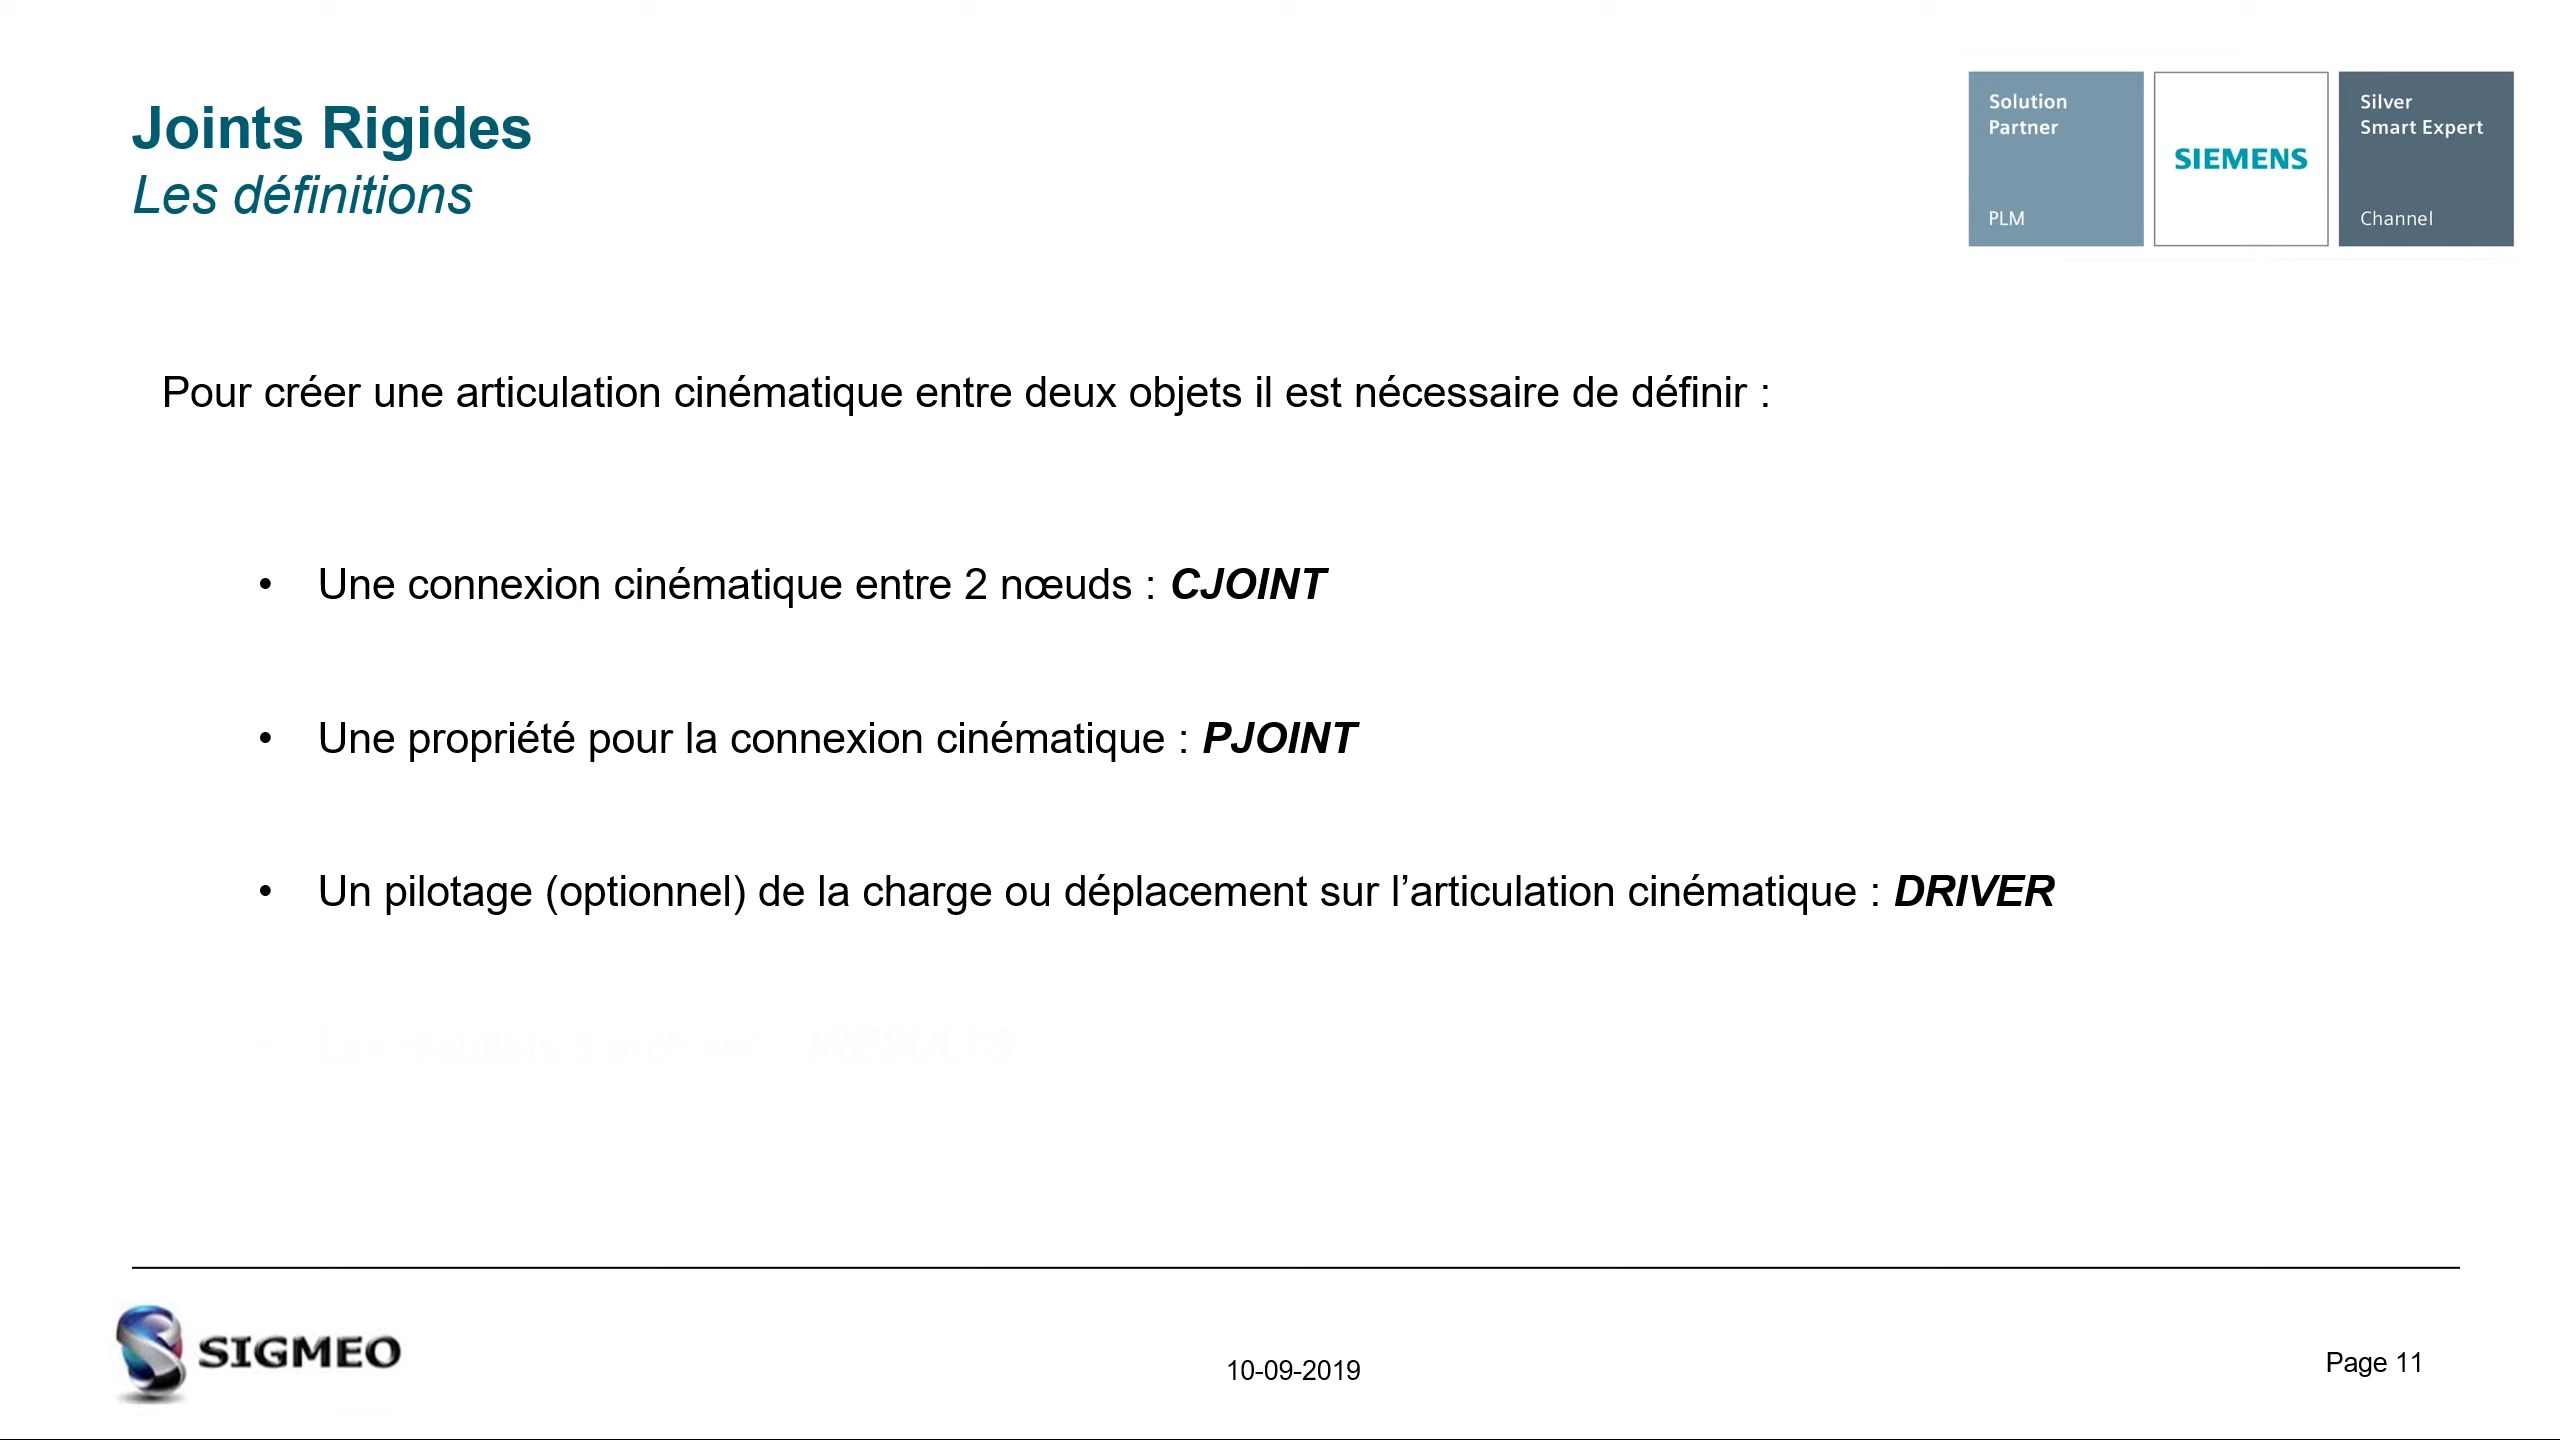 Joints Rigides
Les définitions
Solution
Partner
PLM
SIEMENS
Silver
Smart Expert
Channel
Pour créer une articulation cinématique entre deux objets il est nécessaire de définir :
• Une connexion cinématique entre 2 nœuds : CJOINT
• Une propriété pour la connexion cinématique : PJOINT
• Un pilotage (optionnel) de la charge ou déplacement sur l’articulation cinématique : DRIVER
JRESULTS
SIGMEO
10-09-2019
Page 11